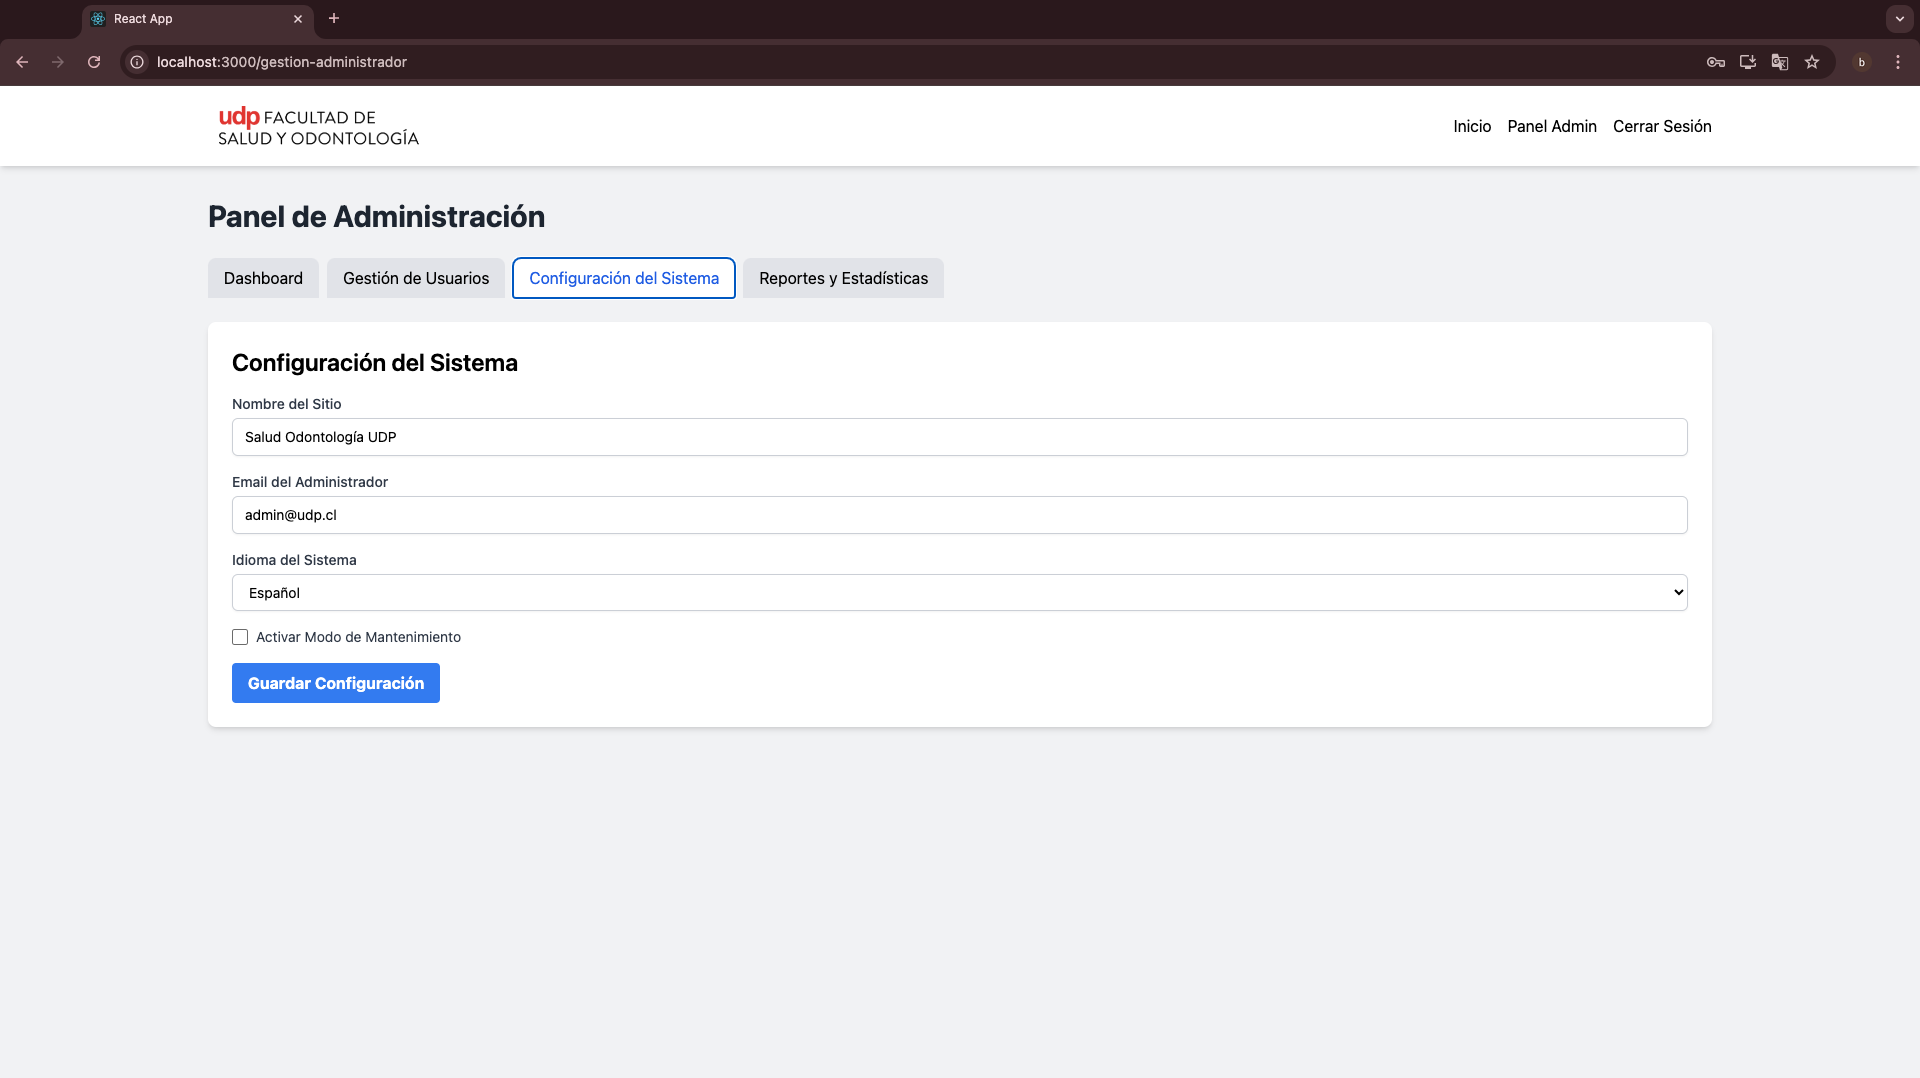 React App
localhost:3000/gestion-administrador
b
udp FACULTAD DE
SALUD Y ODONTOLOGÍA
Inicio Panel Admin Cerrar Sesión
Panel de Administración
Dashboard Gestión de Usuarios Configuración del Sistema Reportes y Estadísticas
Configuración del Sistema
Nombre del Sitio
Salud Odontología UDP
Email del Administrador
admin@udp.cl
Idioma del Sistema
Español
Activar Modo de Mantenimiento
Guardar Configuración